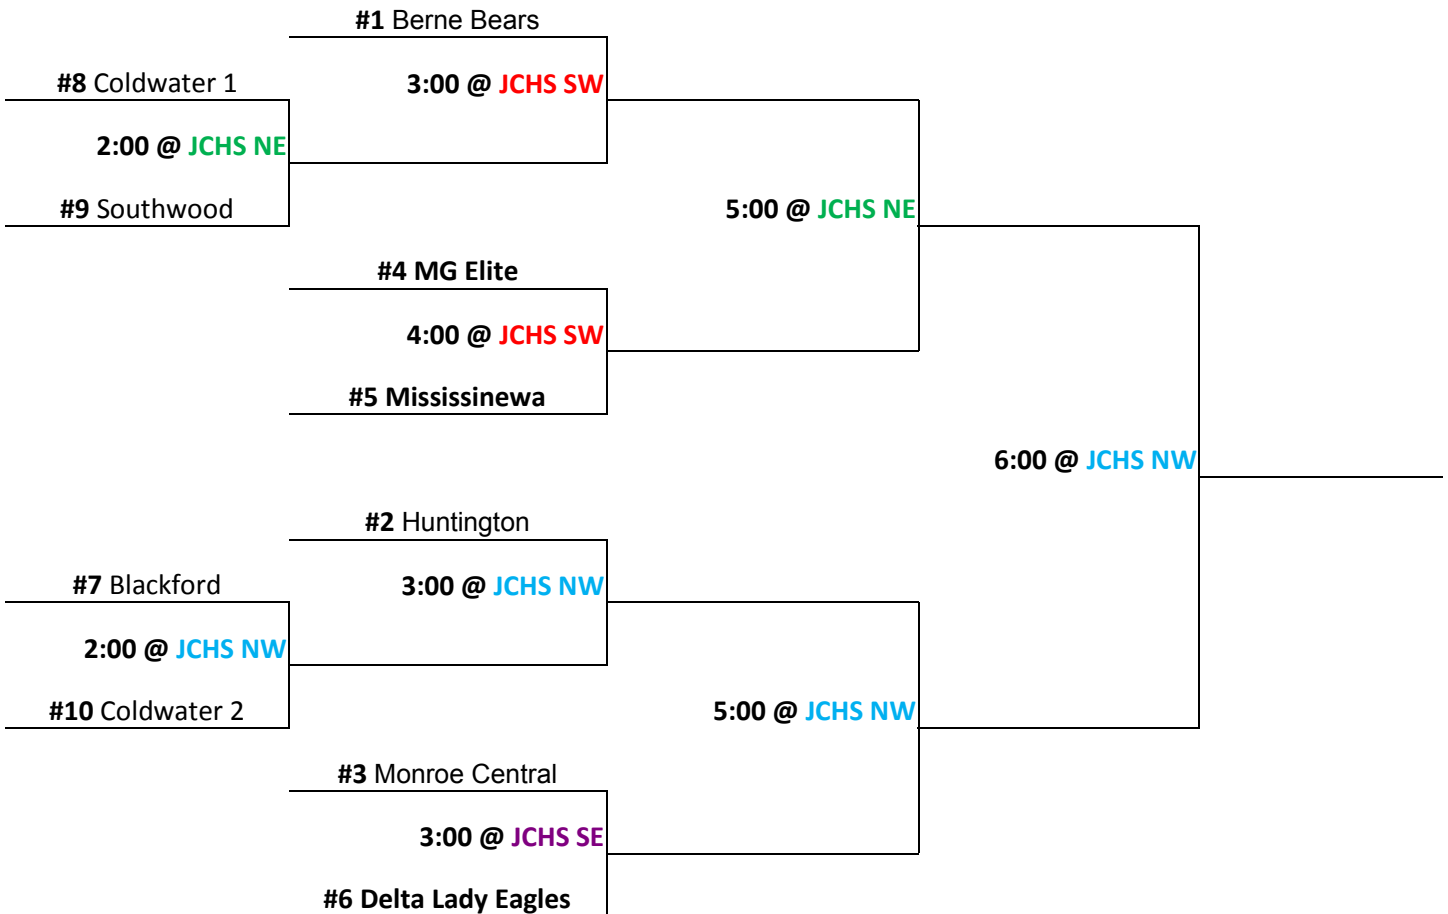 #1 Berne Bears
#8 Coldwater 1
3:00 @ JCHS SW
2:00 @ JCHS NE
#9 Southwood
5:00 @ JCHS NE
#4 MG Elite
4:00 @ JCHS SW
#5 Mississinewa
6:00 @ JCHS NW
#2 Huntington
#7 Blackford
3:00 @ JCHS NW
2:00 @ JCHS NW
#10 Coldwater 2
5:00 @ JCHS NW
#3 Monroe Central
3:00 @ JCHS SE
#6 Delta Lady Eagles